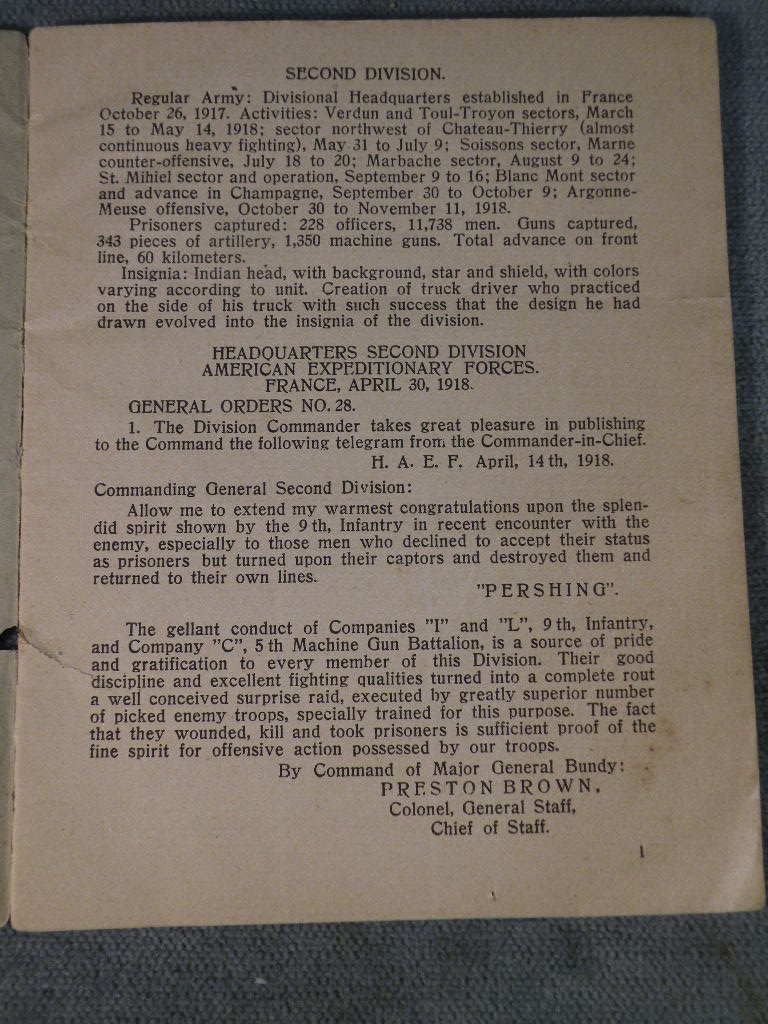 SECOND DIVISION.
Regular Army: Divisional Headquarters established in France
October 26, 1917. Activities: Verdun and Toul-Troyon sectors, March
15 to May 14, 1918; sector northwest of Chateau-Thierry (almost
continuous heavy fighting), May 31 to July 9; Soissons sector, Marne
counter-offensive, July 18 to 20; Marbache sector, August 9 to 24;
St. Mihiel sector and operation, September 9 to 16; Blanc Mont sector
and advance in Champagne, September 30 to October 9; Argonne-
Meuse offensive, October 30 to November 11, 1918.
Prisoners captured: 228 officers, 11,738 men. Guns captured,
343 pieces of artillery, 1,350 machine guns. Total advance on front
line, 60 kilometers.
Insignia: Indian head, with background, star and shield, with colors
varying according to unit. Creation of truck driver who practiced
on the side of his truck with such success that the design he had
drawn evolved into the insignia of the division.
HEADQUARTERS SECOND DIVISION
AMERICAN EXPEDITIONARY FORCES.
FRANCE, APRIL 30, 1918.
GENERAL ORDERS NO. 28.
1. The Division Commander takes great pleasure in publishing
to the Command the following telegram from the Commander-in-Chief.
H. A. E. F. April, 14th, 1918.
Commanding General Second Division:
Allow me to extend my warmest congratulations upon the splen-
did spirit shown by the 9th, Infantry in recent encounter with the
enemy, especially to those men who declined to accept their status
as prisoners but turned upon their captors and destroyed them and
returned to their own lines.
"PERSHING".
The gellant conduct of Companies "I" and "L", 9th, Infantry,
and Company "C", 5th Machine Gun Battalion, is a source of pride
and gratification to every member of this Division. Their good
discipline and excellent fighting qualities turned into a complete rout
a well conceived surprise raid, executed by greatly superior number
of picked enemy troops, specially trained for this purpose. The fact
that they wounded, kill and took prisoners is sufficient proof of the
fine spirit for offensive action possessed by our troops.
By Command of Major General Bundy:
PRESTON BROWN,
Colonel, General Staff,
Chief of Staff.
1